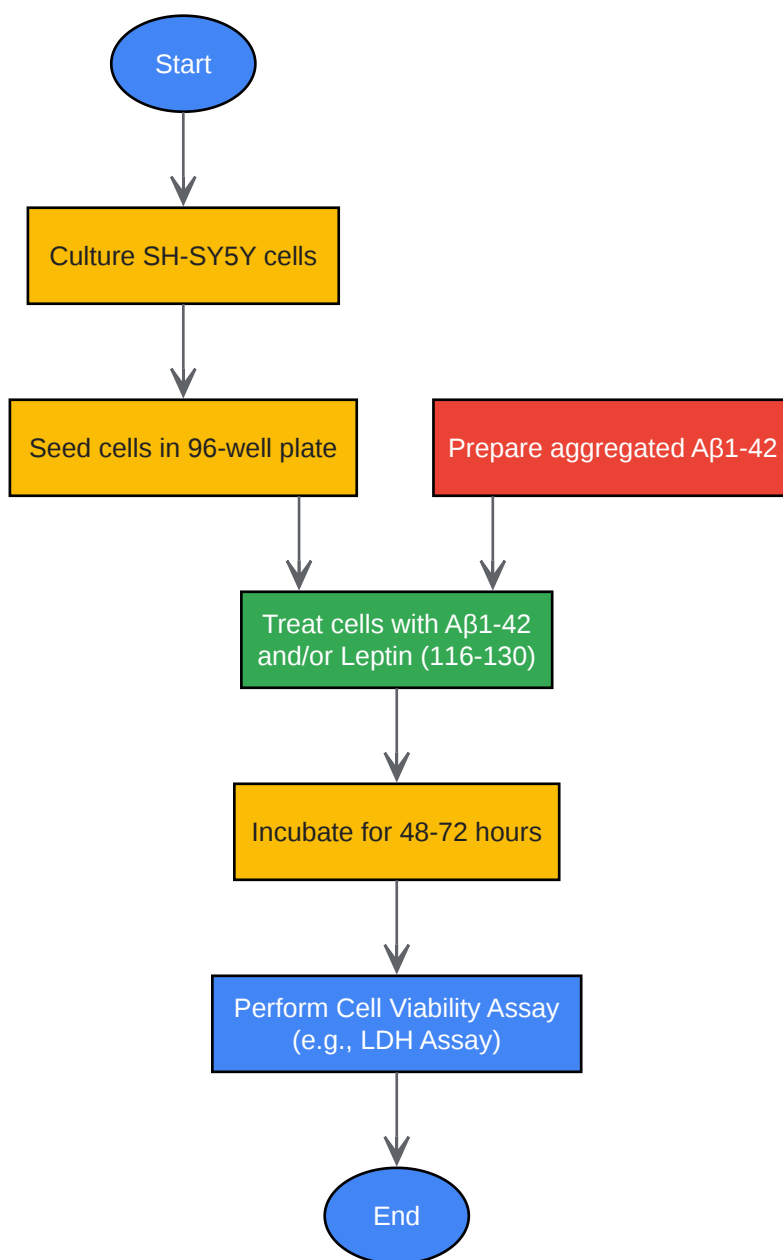 Start
Culture SH-SY5Y cells
Seed cells in 96-well plate
Prepare aggregated Aβ1-42
Treat cells with Aβ1-42
and/or Leptin (116-130)
Incubate for 48-72 hours
Perform Cell Viability Assay
(e.g., LDH Assay)
End